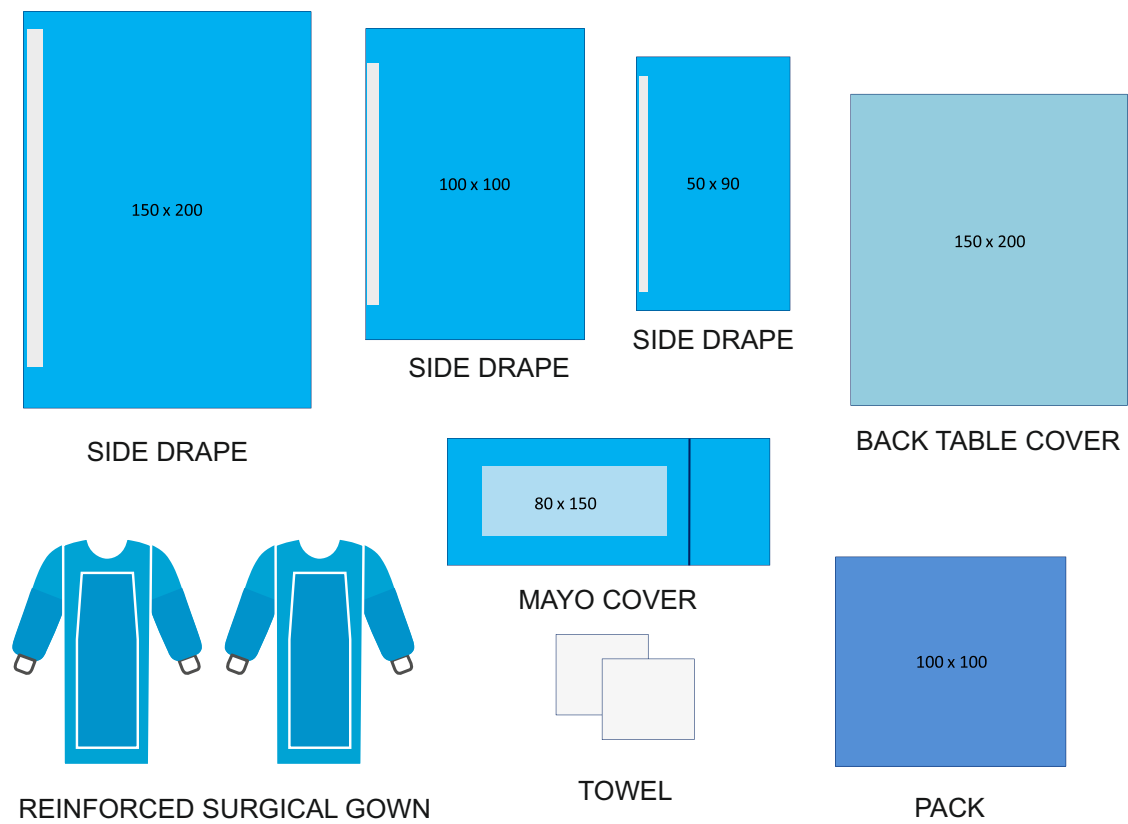 150 x 200
SIDE DRAPE
100 x 100
SIDE DRAPE
50 x 90
SIDE DRAPE
150 x 200
BACK TABLE COVER
REINFORCED SURGICAL GOWN
80 x 150
MAYO COVER
TOWEL
100 x 100
PACK